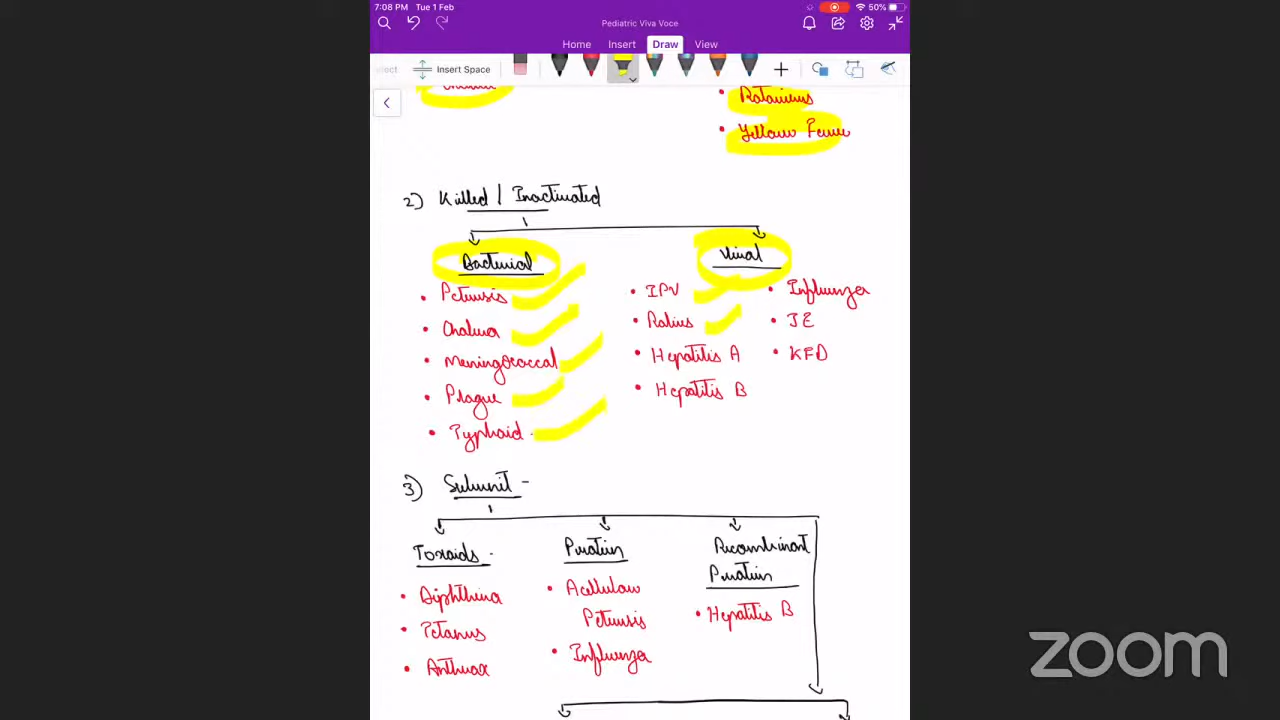 7:08 PM Tue 1 Feb
50%
Pediatric Viva Voce
Home Insert Draw View
Insert Space
Rotavirus
Yellow Fever
2) Killed / Inactivated
Bacterial
Viral
• Pertussis
• Cholera
• Meningococcal
• Plague
• Typhoid
• IPV
• Rabies
• Hepatitis A
• Hepatitis B
• Influenza
• JE
• KFD
3) Subunit -
Toxoids
• Diphtheria
• Tetanus
• Anthrax
Protein
• Acellular
Pertussis
• Influenza
Recombinant
Protein
• Hepatitis B
zoom